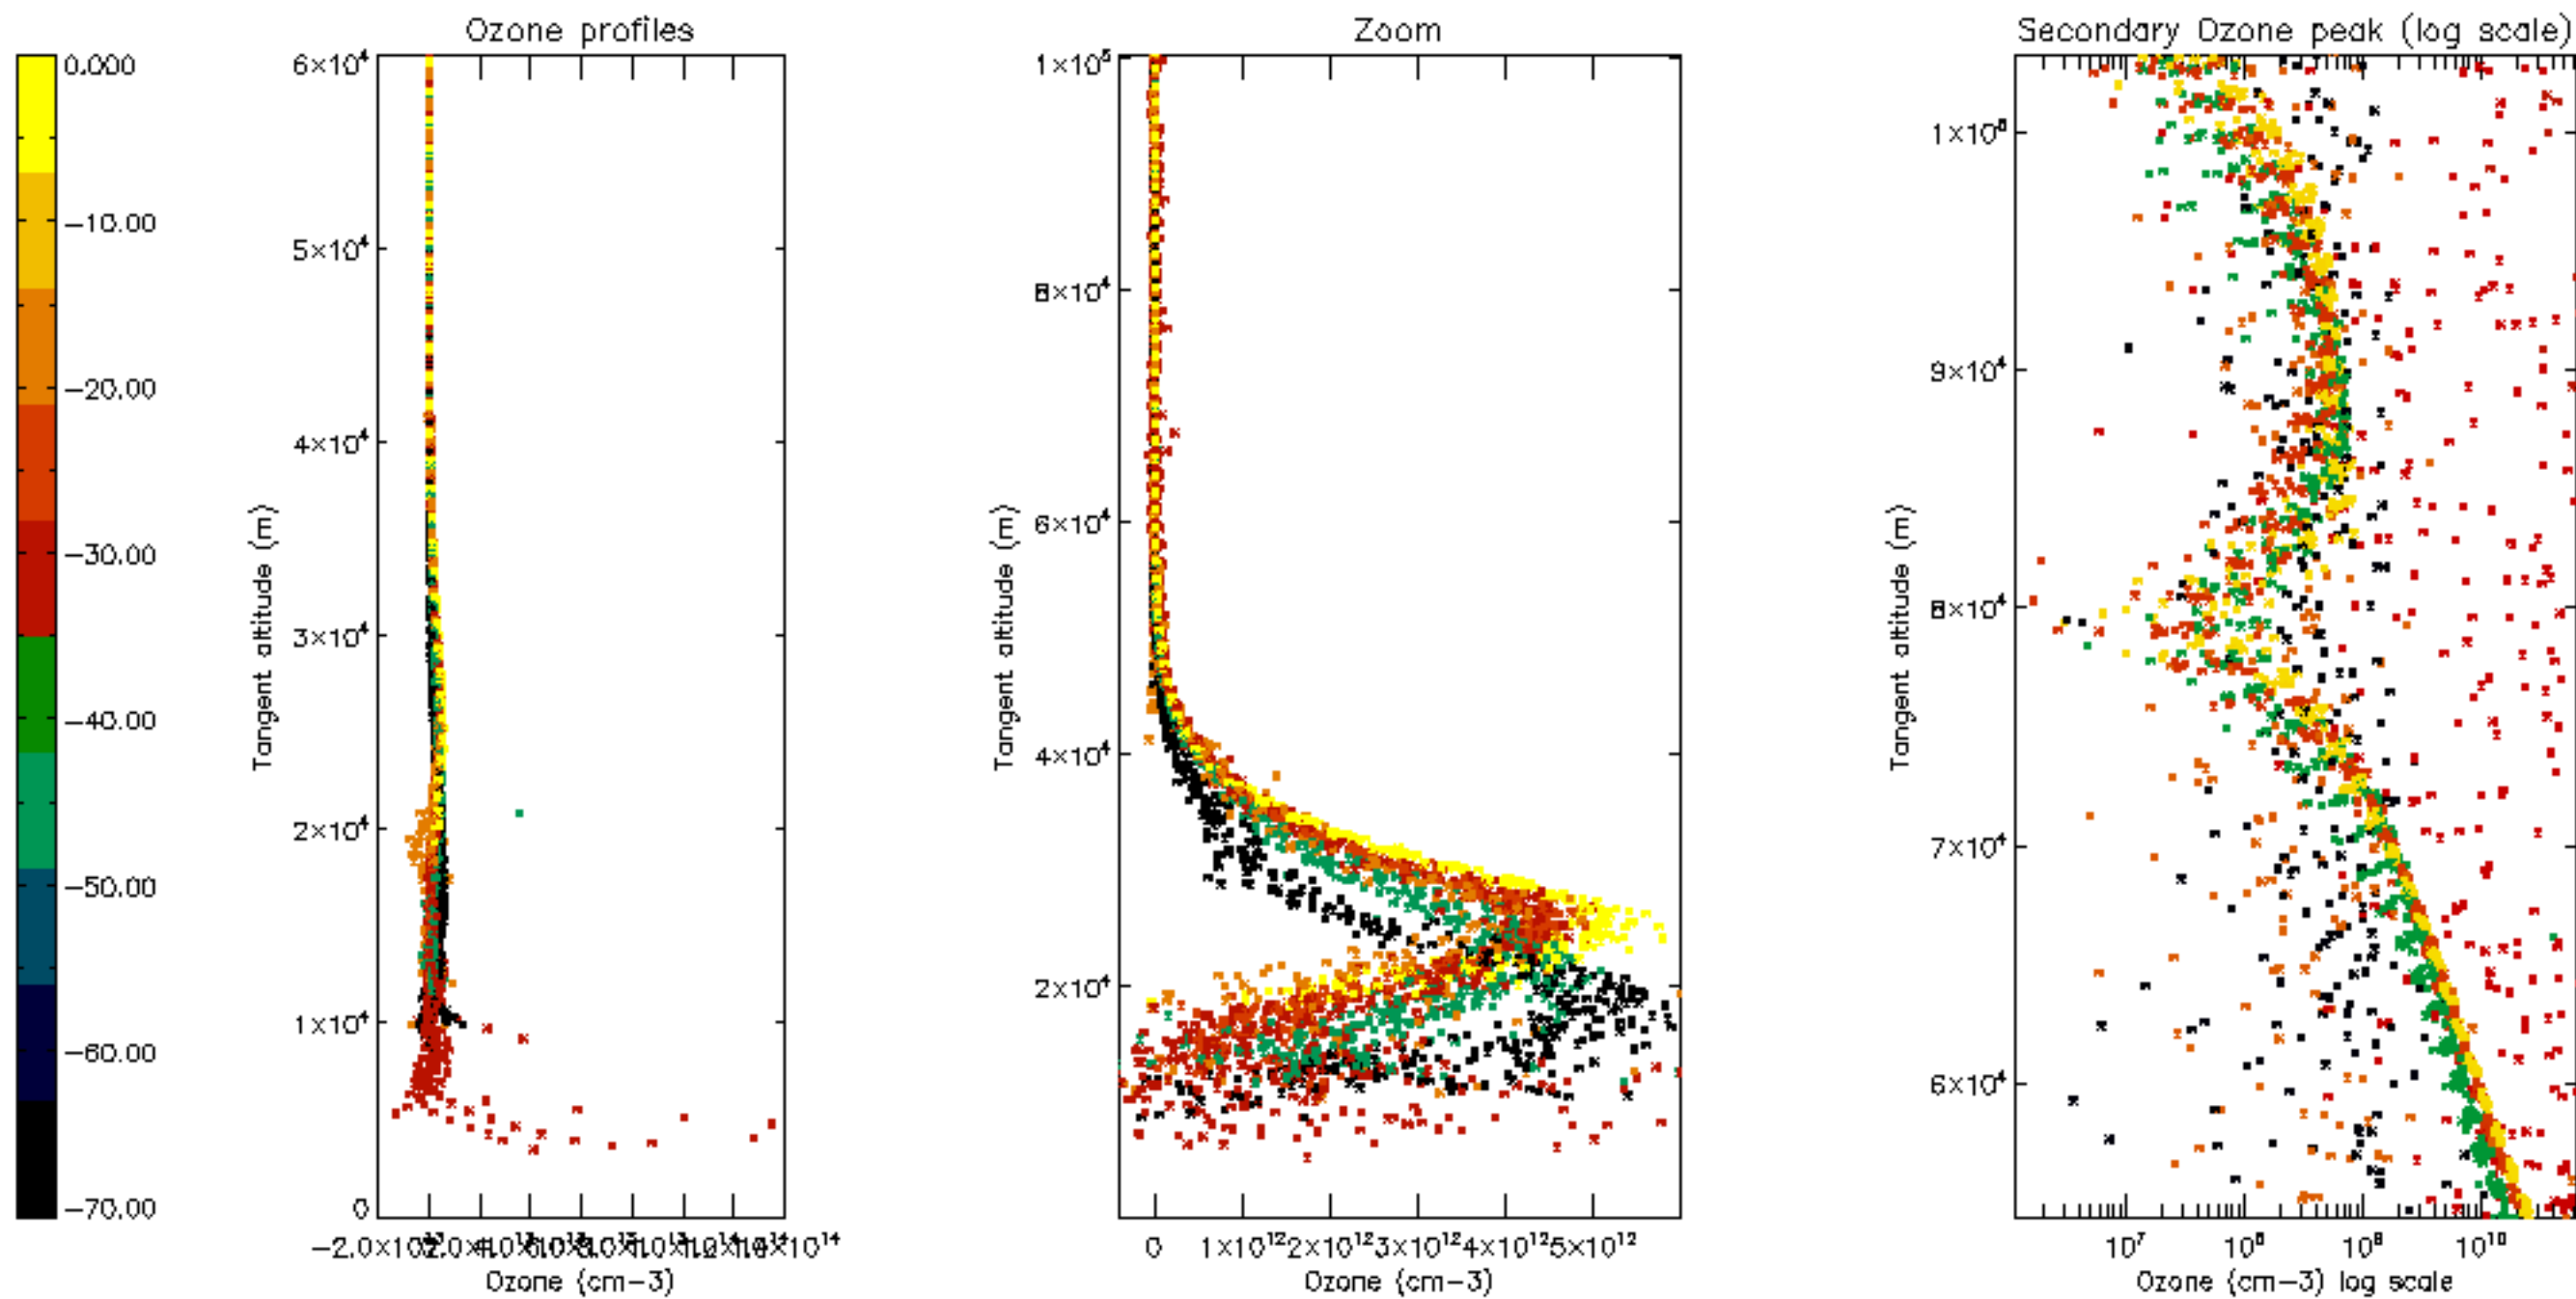 Ozone profiles
Zoom
Secondary Ozone peak (log scale)
0.000
−10.00
−20.00
−30.00
−40.00
−50.00
−60.00
−70.00
6×10⁴
5×10⁴
4×10⁴
3×10⁴
2×10⁴
1×10⁴
0
Tangent altitude (m)
Ozone (cm−3)
1×10⁵
8×10⁴
6×10⁴
4×10⁴
2×10⁴
Tangent altitude (m)
0 1×10¹² 2×10¹² 3×10¹² 4×10¹² 5×10¹²
Ozone (cm−3)
9×10⁴
8×10⁴
7×10⁴
6×10⁴
Tangent altitude (m)
10⁷ 10⁸ 10⁹ 10¹⁰
Ozone (cm−3) log scale